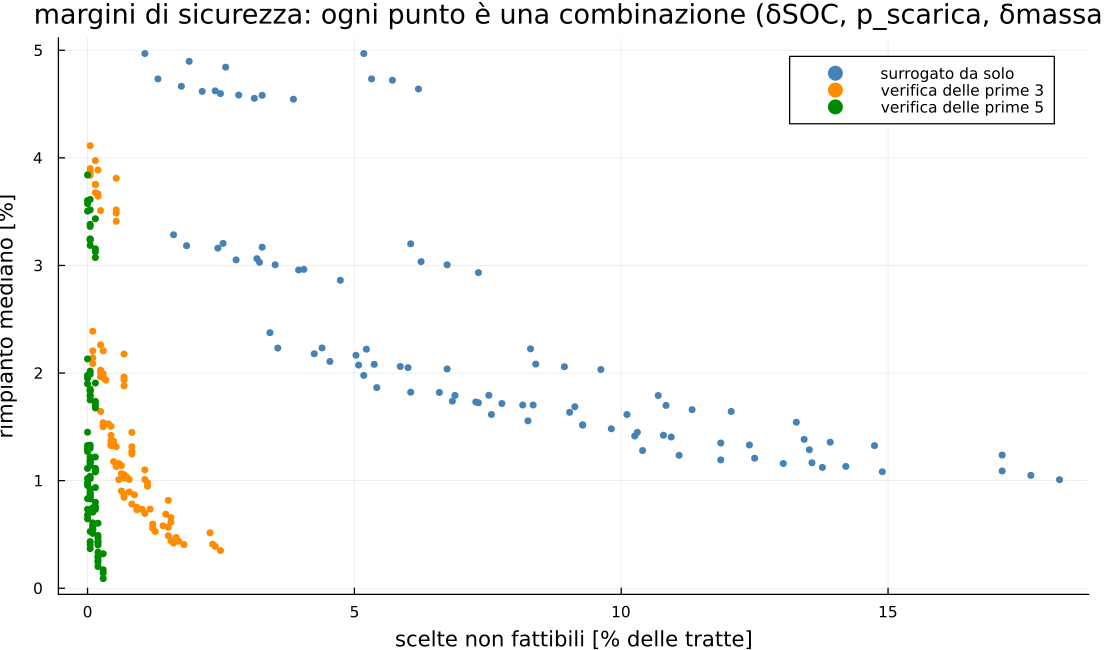 margini di sicurezza: ogni punto è una combinazione (δSOC, p_scarica, δmassa
surrogato da solo
verifica delle prime 3
verifica delle prime 5
rimpianto mediano [%]
5
4
3
2
1
0
0 5 10 15
scelte non fattibili [% delle tratte]